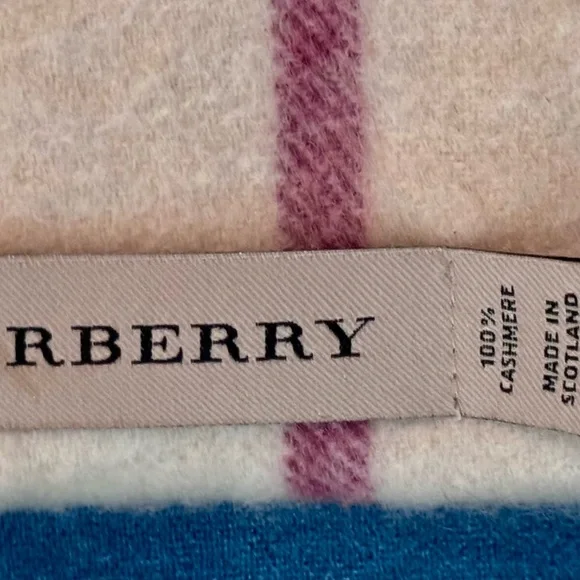 RBERRY
100%
CASHMERE
MADE IN
SCOTLAND